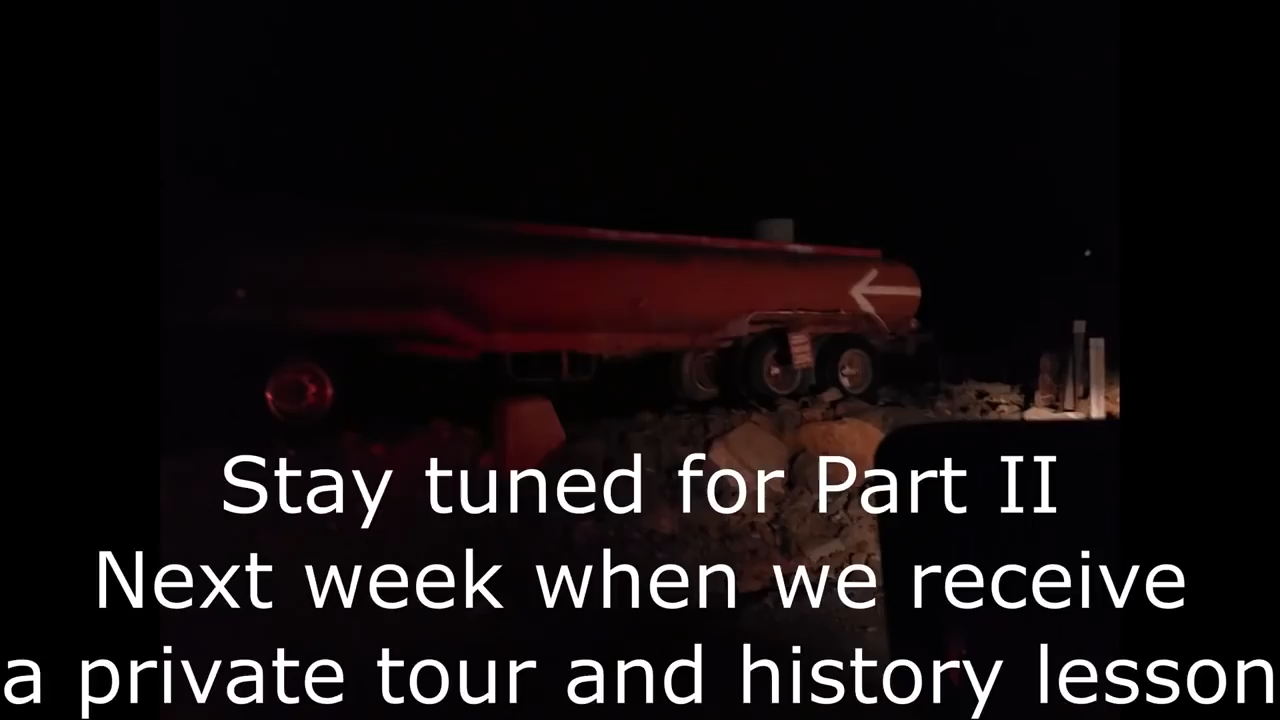 Stay tuned for Part II
Next week when we receive
a private tour and history lesson